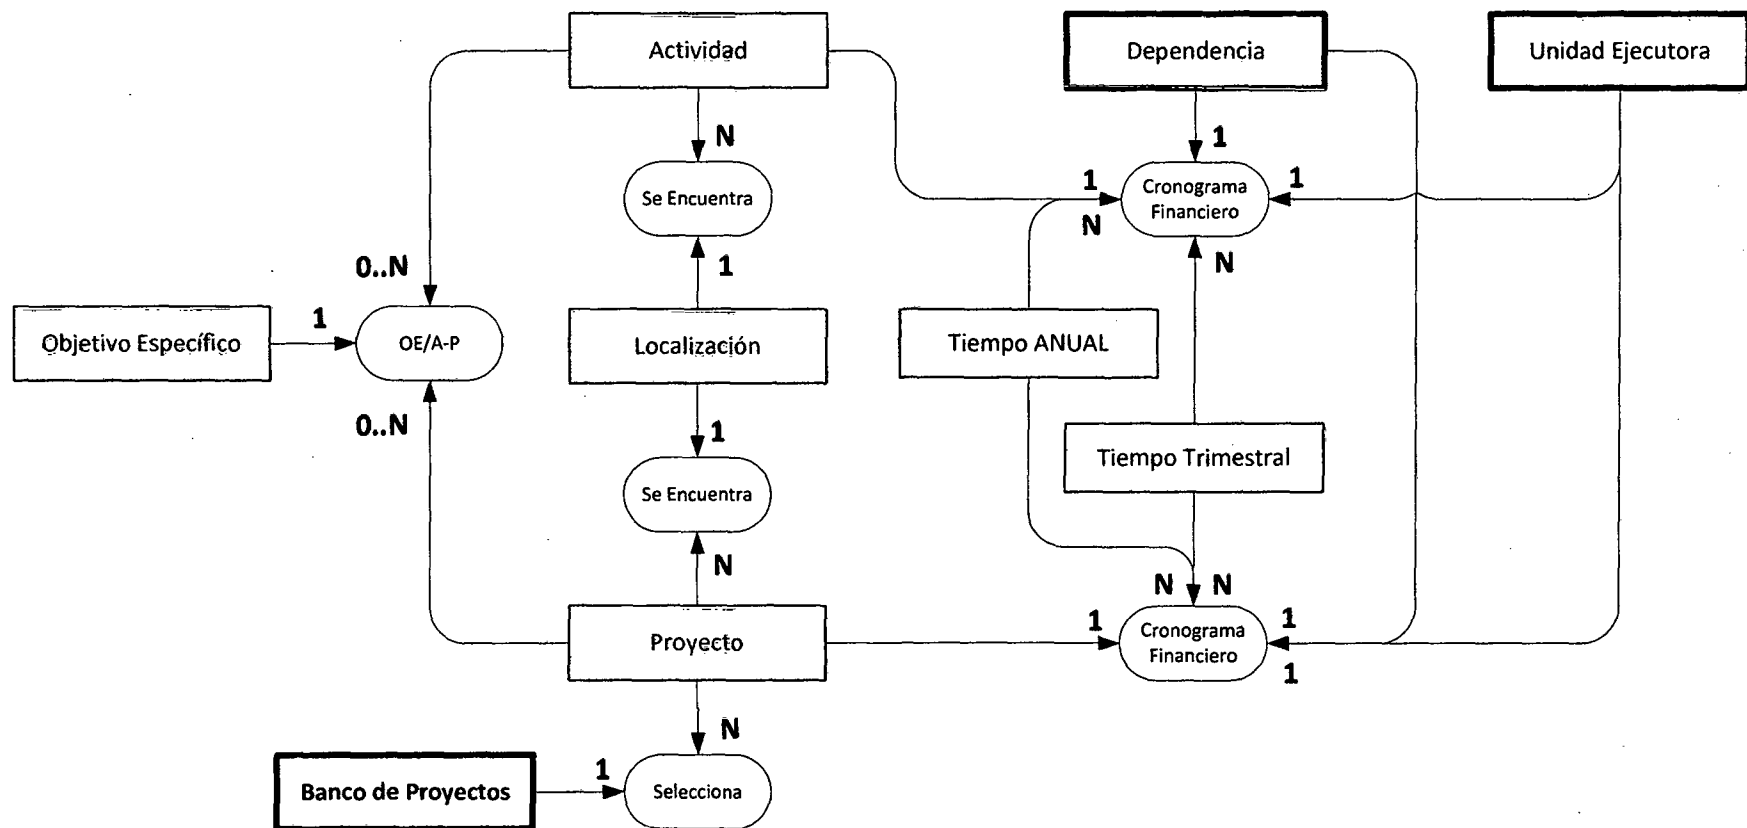 Actividad
Dependencia
Unidad Ejecutora
N
1
Se Encuentra
1
N
Cronograma
Financiero
1
0..N
1
N
Objetivo Específico
1
OE/A-P
Localización
Tiempo ANUAL
0..N
1
Tiempo Trimestral
Se Encuentra
N
N
N
Proyecto
1
Cronograma
Financiero
1
1
N
Banco de Proyectos
1
Selecciona